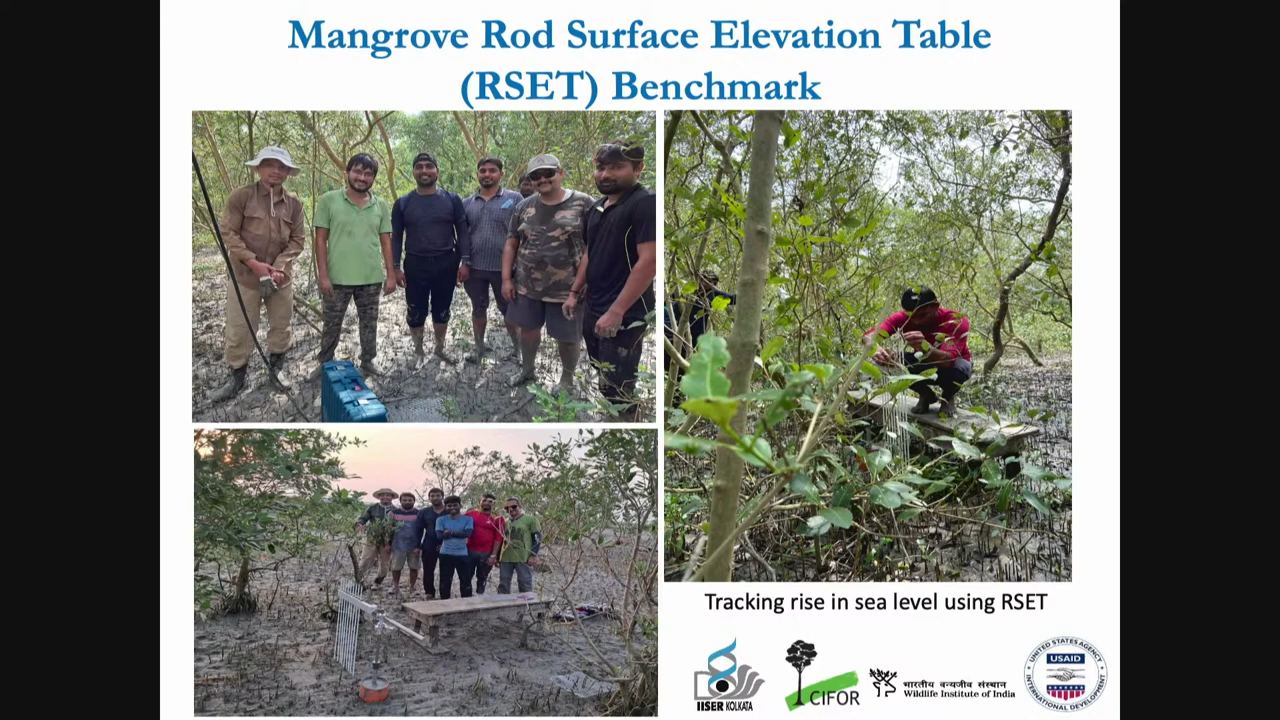 Mangrove Rod Surface Elevation Table
(RSET) Benchmark
Tracking rise in sea level using RSET
IISER KOLKATA
CIFOR
भारतीय वन्यजीव संस्थान
Wildlife Institute of India
UNITED STATES AGENCY
USAID
INTERNATIONAL DEVELOPMENT